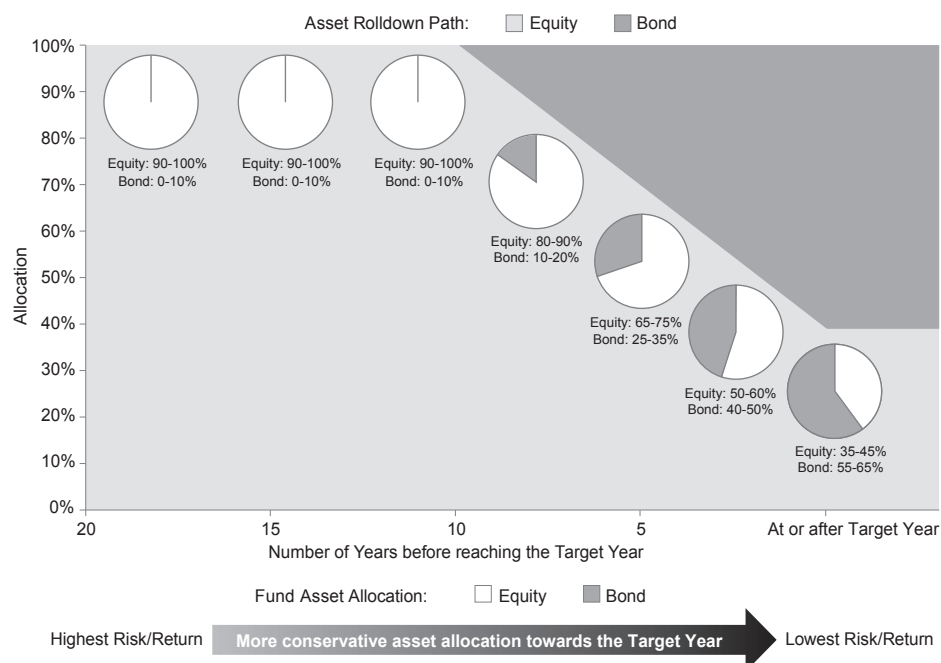 Asset Rolldown Path: Equity Bond
100%
90%
80%
70%
60%
50%
40%
30%
20%
10%
0%
Allocation
Equity: 90-100%
Bond: 0-10%
Equity: 90-100%
Bond: 0-10%
Equity: 90-100%
Bond: 0-10%
Equity: 80-90%
Bond: 10-20%
Equity: 65-75%
Bond: 25-35%
Equity: 50-60%
Bond: 40-50%
Equity: 35-45%
Bond: 55-65%
20 15 10 5 At or after Target Year
Number of Years before reaching the Target Year
Fund Asset Allocation: Equity Bond
Highest Risk/Return More conservative asset allocation towards the Target Year Lowest Risk/Return